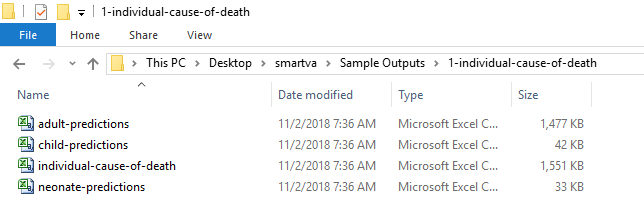 1-individual-cause-of-death
File Home Share View
This PC Desktop smartva Sample Outputs 1-individual-cause-of-death
Name Date modified Type Size
adult-predictions 11/2/2018 7:36 AM Microsoft Excel C... 1,477 KB
child-predictions 11/2/2018 7:36 AM Microsoft Excel C... 42 KB
individual-cause-of-death 11/2/2018 7:36 AM Microsoft Excel C... 1,551 KB
neonate-predictions 11/2/2018 7:36 AM Microsoft Excel C... 33 KB